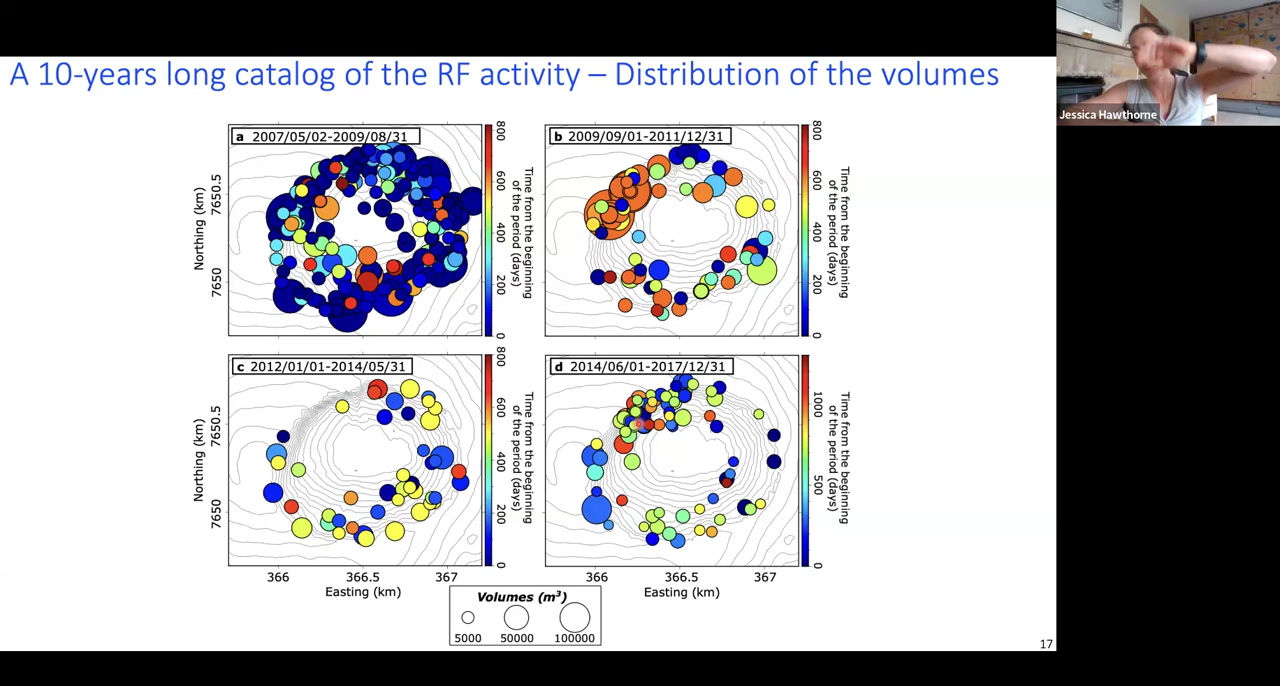 A 10-years long catalog of the RF activity – Distribution of the volumes
Jessica Hawthorne
a 2007/05/02-2009/08/31
Northing (km)
7650.5
7650
800
600
400
200
0
Time from the beginning
of the period (days)
b 2009/09/01-2011/12/31
800
600
400
200
0
Time from the beginning
of the period (days)
c 2012/01/01-2014/05/31
Northing (km)
7650.5
7650
366
366.5
367
Easting (km)
800
600
400
200
0
Time from the beginning
of the period (days)
d 2014/06/01-2017/12/31
366
366.5
367
Easting (km)
1000
500
0
Time from the beginning
of the period (days)
Volumes (m³)
5000 50000 100000
17